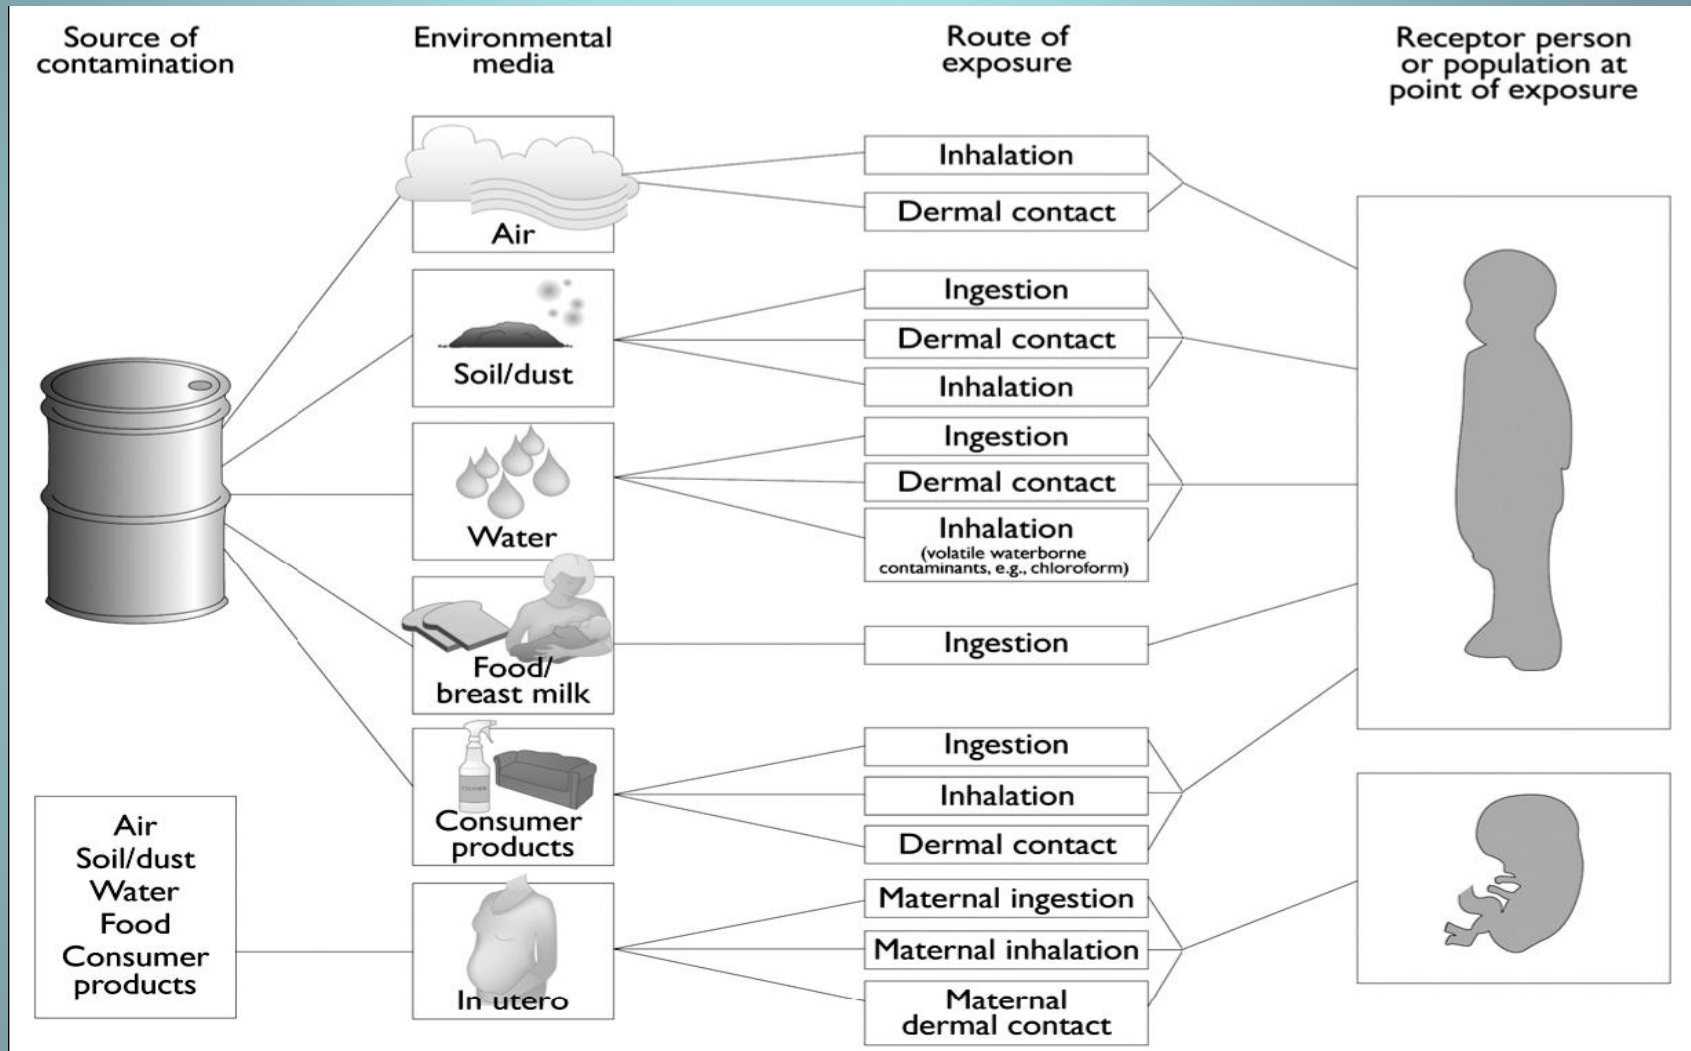 Source of
contamination
Environmental
media
Route of
exposure
Receptor person
or population at
point of exposure
Air
Inhalation
Dermal contact
Soil/dust
Ingestion
Dermal contact
Inhalation
Water
Ingestion
Dermal contact
Inhalation
(volatile waterborne
contaminants, e.g., chloroform)
Food/
breast milk
Ingestion
Consumer
products
Ingestion
Inhalation
Dermal contact
Air
Soil/dust
Water
Food
Consumer
products
In utero
Maternal ingestion
Maternal inhalation
Maternal
dermal contact